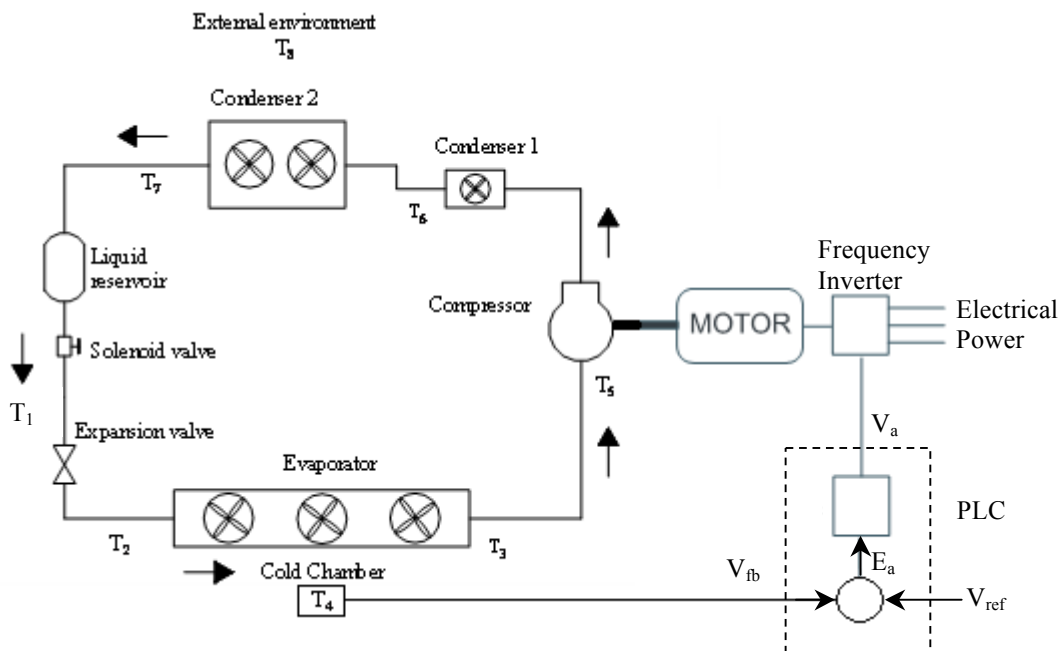 External environment
T8
Condenser 2
Condenser 1
T7
T6
Liquid
reservoir
Compressor
Frequency
Inverter
MOTOR
Electrical
Power
Solenoid valve
T5
T1
Expansion valve
Va
Evaporator
PLC
T2
T3
Ea
Cold Chamber
Vfb
T4
Vref